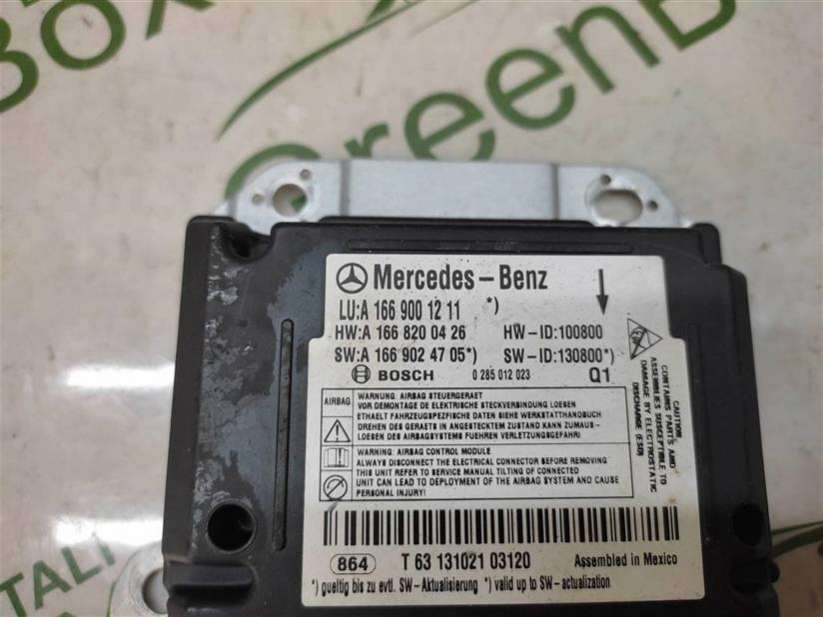 Box
GreenB
TALI
Mercedes-Benz
LU:A 166 900 12 11 *)
HW:A 166 820 04 26 HW-ID:100800
SW:A 166 902 47 05*) SW-ID:130800*)
BOSCH 0 285 012 023 Q1
CAUTION
CONTAINS PARTS AND
ASSEMBLIES SUSCEPTIBLE TO
DAMAGE BY ELECTROSTATIC
DISCHARGE (ESD)
AIRBAG
WARNUNG: AIRBAG STEUERGERAET
VOR DEMONTAGE DE ELEKTRISCHE STECKVERBINDUNG LOESEN
ETHAELT FAHRZEUGSPEZIFISCHE DATEN SIEHE WERKSTATTHANDBUCH
DREHEN DES GERAETS IN ANGESTECKTEM ZUSTAND KANN ZUMAUS-
LOESEN DES AIRBAGSYSTEMS FUEHREN VERLETZUNGSGEFAHR!
WARNING: AIRBAG CONTROL MODULE
ALWAYS DISCONNECT THE ELECTRICAL CONNECTOR BEFORE REMOVING
THIS UNIT REFER TO SERVICE MANUAL TILTING OF CONNECTED
UNIT CAN LEAD TO DEPLOYMENT OF THE AIRBAG SYSTEM AND CAUSE
PERSONAL INJURY!
864 T 63 131021 03120 Assembled in Mexico
*) gueltig bis zu evtl. SW-Aktualisierung *) valid up to SW-actualization